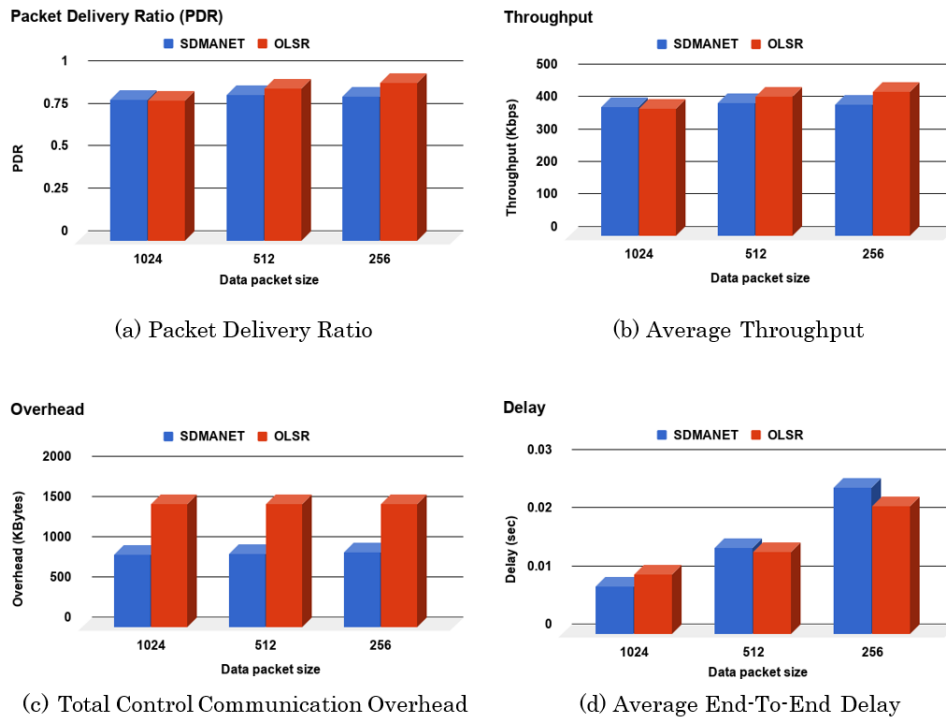 Packet Delivery Ratio (PDR)
SDMANET OLSR
1
0.75
0.5
0.25
0
PDR
1024 512 256
Data packet size
(a) Packet Delivery Ratio
Throughput
SDMANET OLSR
500
400
300
200
100
0
Throughput (Kbps)
1024 512 256
Data packet size
(b) Average Throughput
Overhead
SDMANET OLSR
2000
1500
1000
500
0
Overhead (KBytes)
1024 512 256
Data packet size
(c) Total Control Communication Overhead
Delay
SDMANET OLSR
0.03
0.02
0.01
0
Delay (sec)
1024 512 256
Data packet size
(d) Average End-To-End Delay